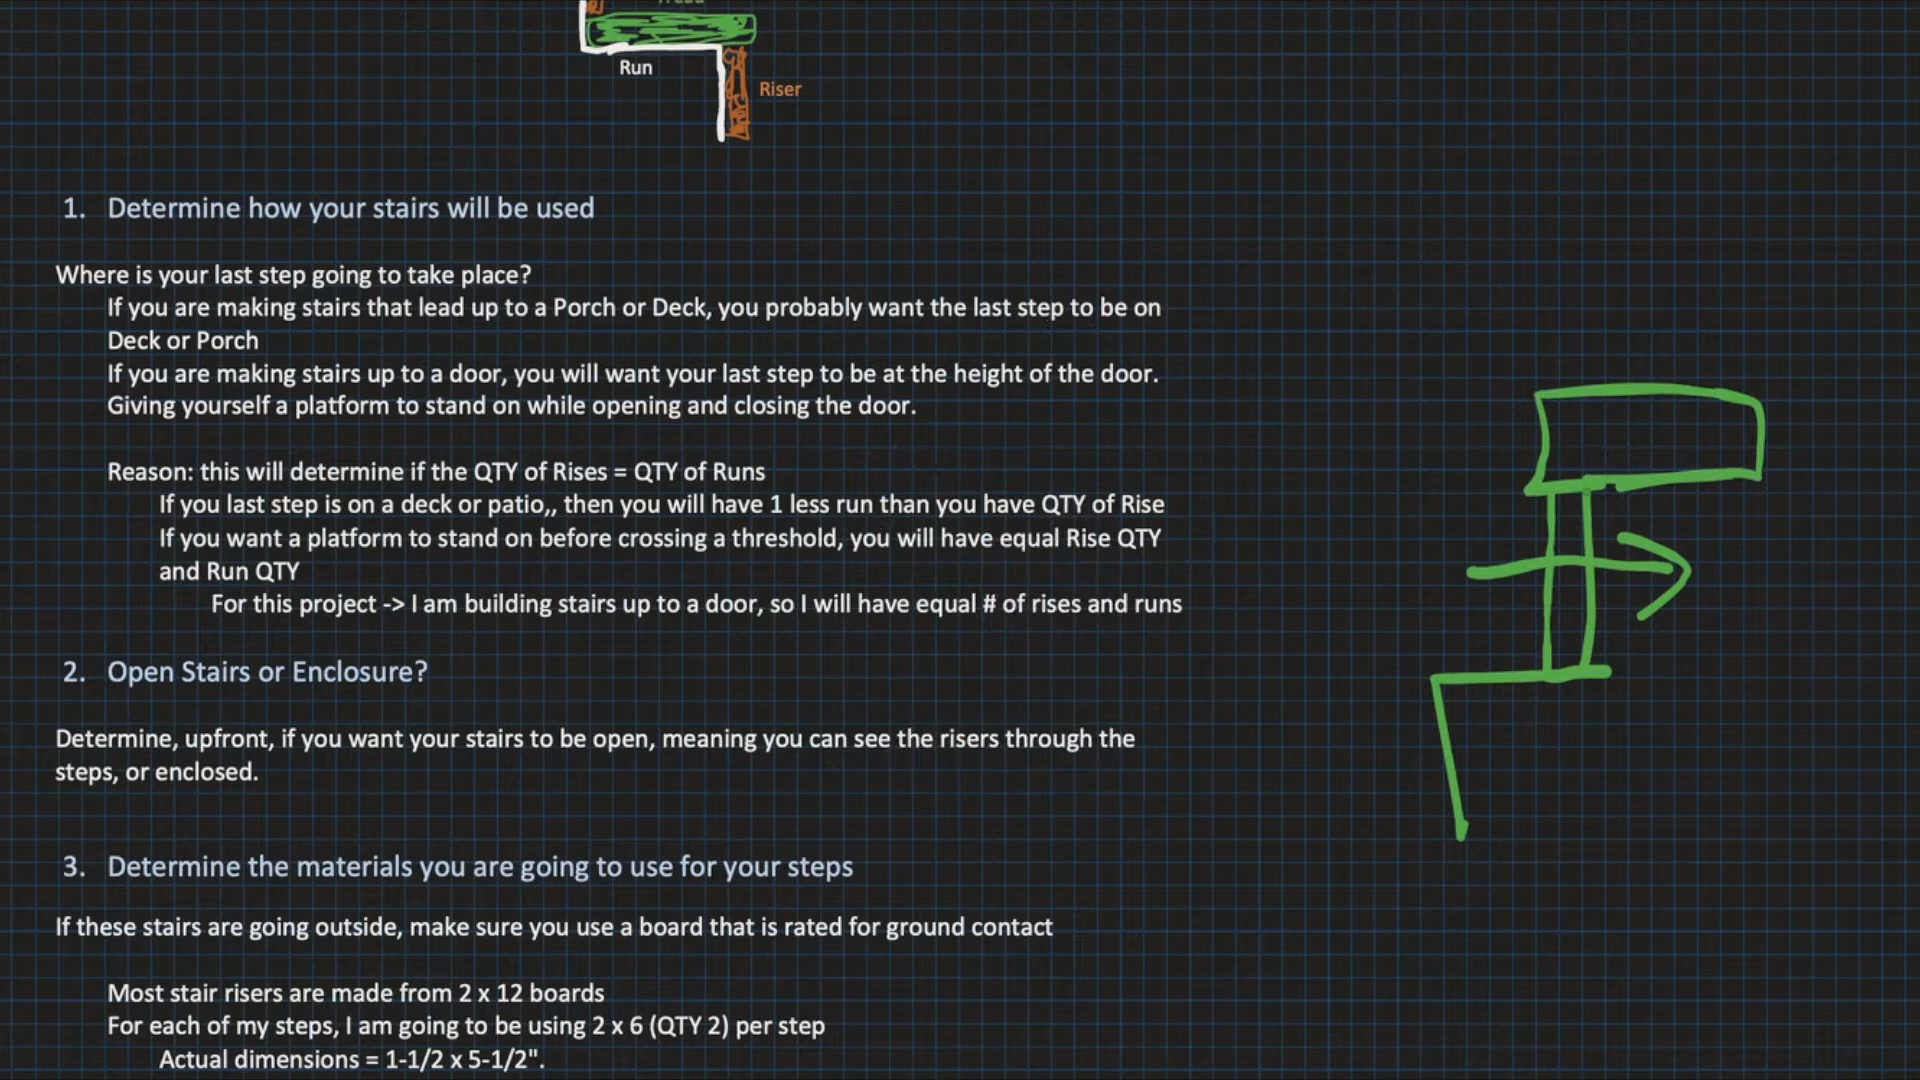 Run
Riser
1. Determine how your stairs will be used
Where is your last step going to take place?
If you are making stairs that lead up to a Porch or Deck, you probably want the last step to be on
Deck or Porch
If you are making stairs up to a door, you will want your last step to be at the height of the door.
Giving yourself a platform to stand on while opening and closing the door.
Reason: this will determine if the QTY of Rises = QTY of Runs
If you last step is on a deck or patio,, then you will have 1 less run than you have QTY of Rise
If you want a platform to stand on before crossing a threshold, you will have equal Rise QTY
and Run QTY
For this project -> I am building stairs up to a door, so I will have equal # of rises and runs
2. Open Stairs or Enclosure?
Determine, upfront, if you want your stairs to be open, meaning you can see the risers through the
steps, or enclosed.
3. Determine the materials you are going to use for your steps
If these stairs are going outside, make sure you use a board that is rated for ground contact
Most stair risers are made from 2 x 12 boards
For each of my steps, I am going to be using 2 x 6 (QTY 2) per step
Actual dimensions = 1-1/2 x 5-1/2".